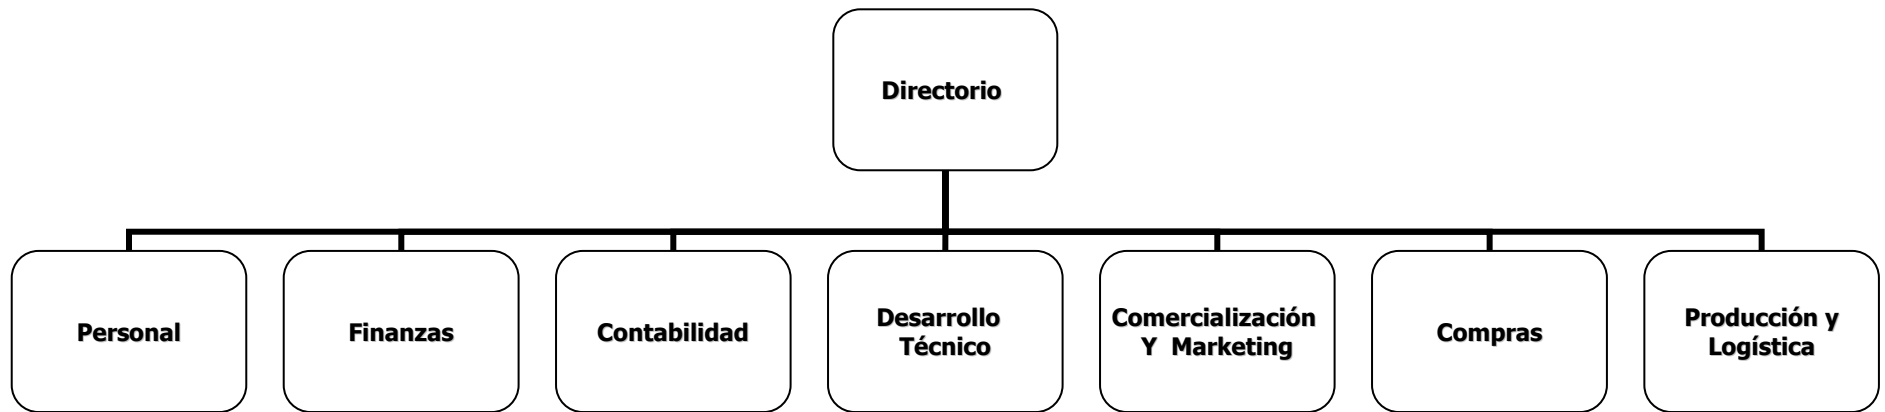 Directorio
Personal
Finanzas
Contabilidad
Desarrollo
Técnico
Comercialización
Y Marketing
Compras
Producción y
Logística